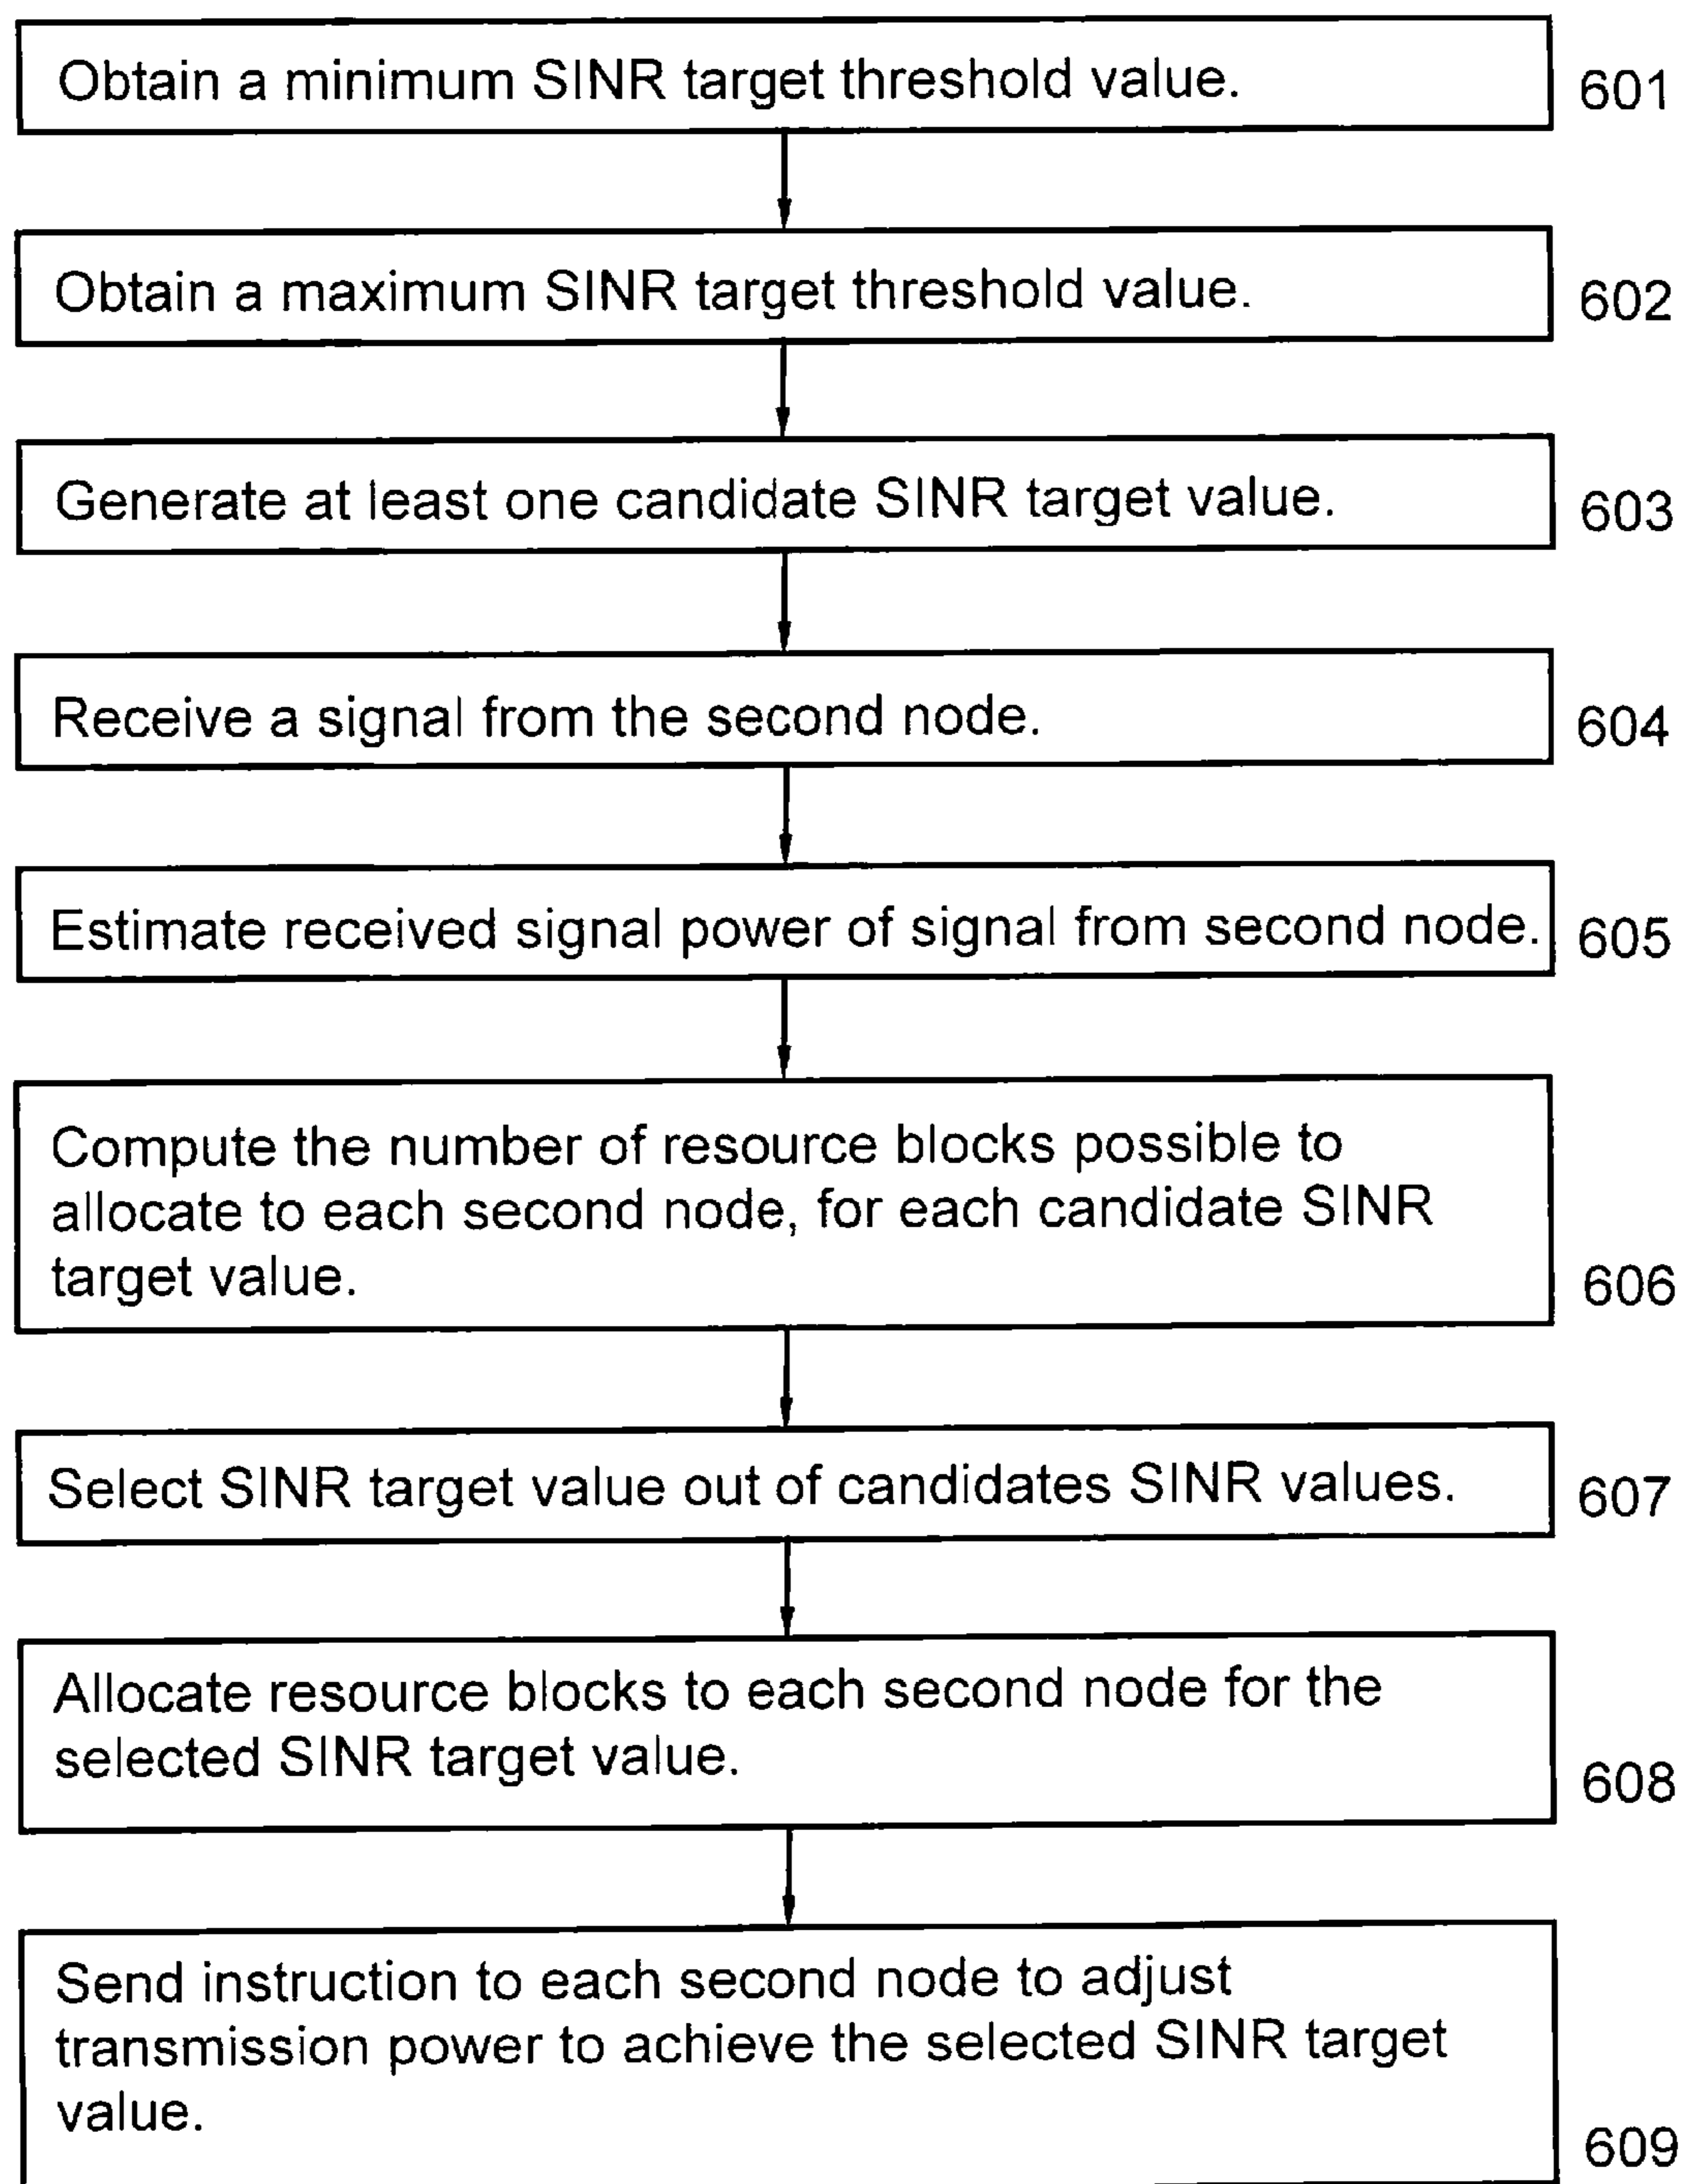 Obtain a minimum SINR target threshold value.
601
Obtain a maximum SINR target threshold value.
602
Generate at least one candidate SINR target value.
603
Receive a signal from the second node.
604
Estimate received signal power of signal from second node.
605
Compute the number of resource blocks possible to
allocate to each second node, for each candidate SINR
target value.
606
Select SINR target value out of candidates SINR values.
607
Allocate resource blocks to each second node for the
selected SINR target value.
608
Send instruction to each second node to adjust
transmission power to achieve the selected SINR target
value.
609